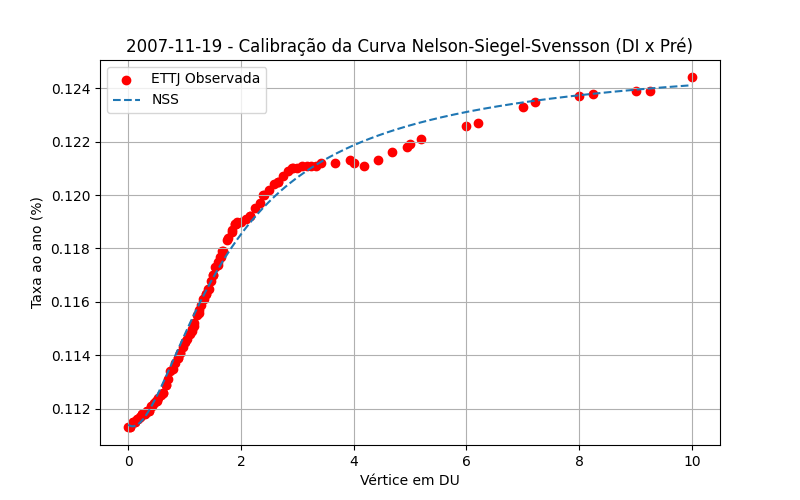 2007-11-19 - Calibração da Curva Nelson-Siegel-Svensson (DI x Pré)
ETTJ Observada
NSS
0.124
0.122
0.120
0.118
0.116
0.114
0.112
Taxa ao ano (%)
0 2 4 6 8 10
Vértice em DU